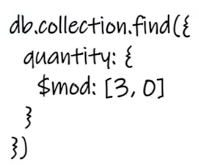 db.collection.find({
  quantity: {
    $mod: [3, 0]
  }
})